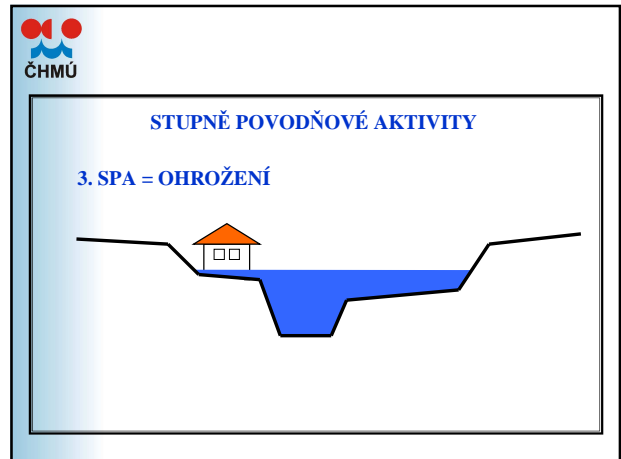 ČHMÚ
STUPNĚ POVODŇOVÉ AKTIVITY
3. SPA = OHROŽENÍ